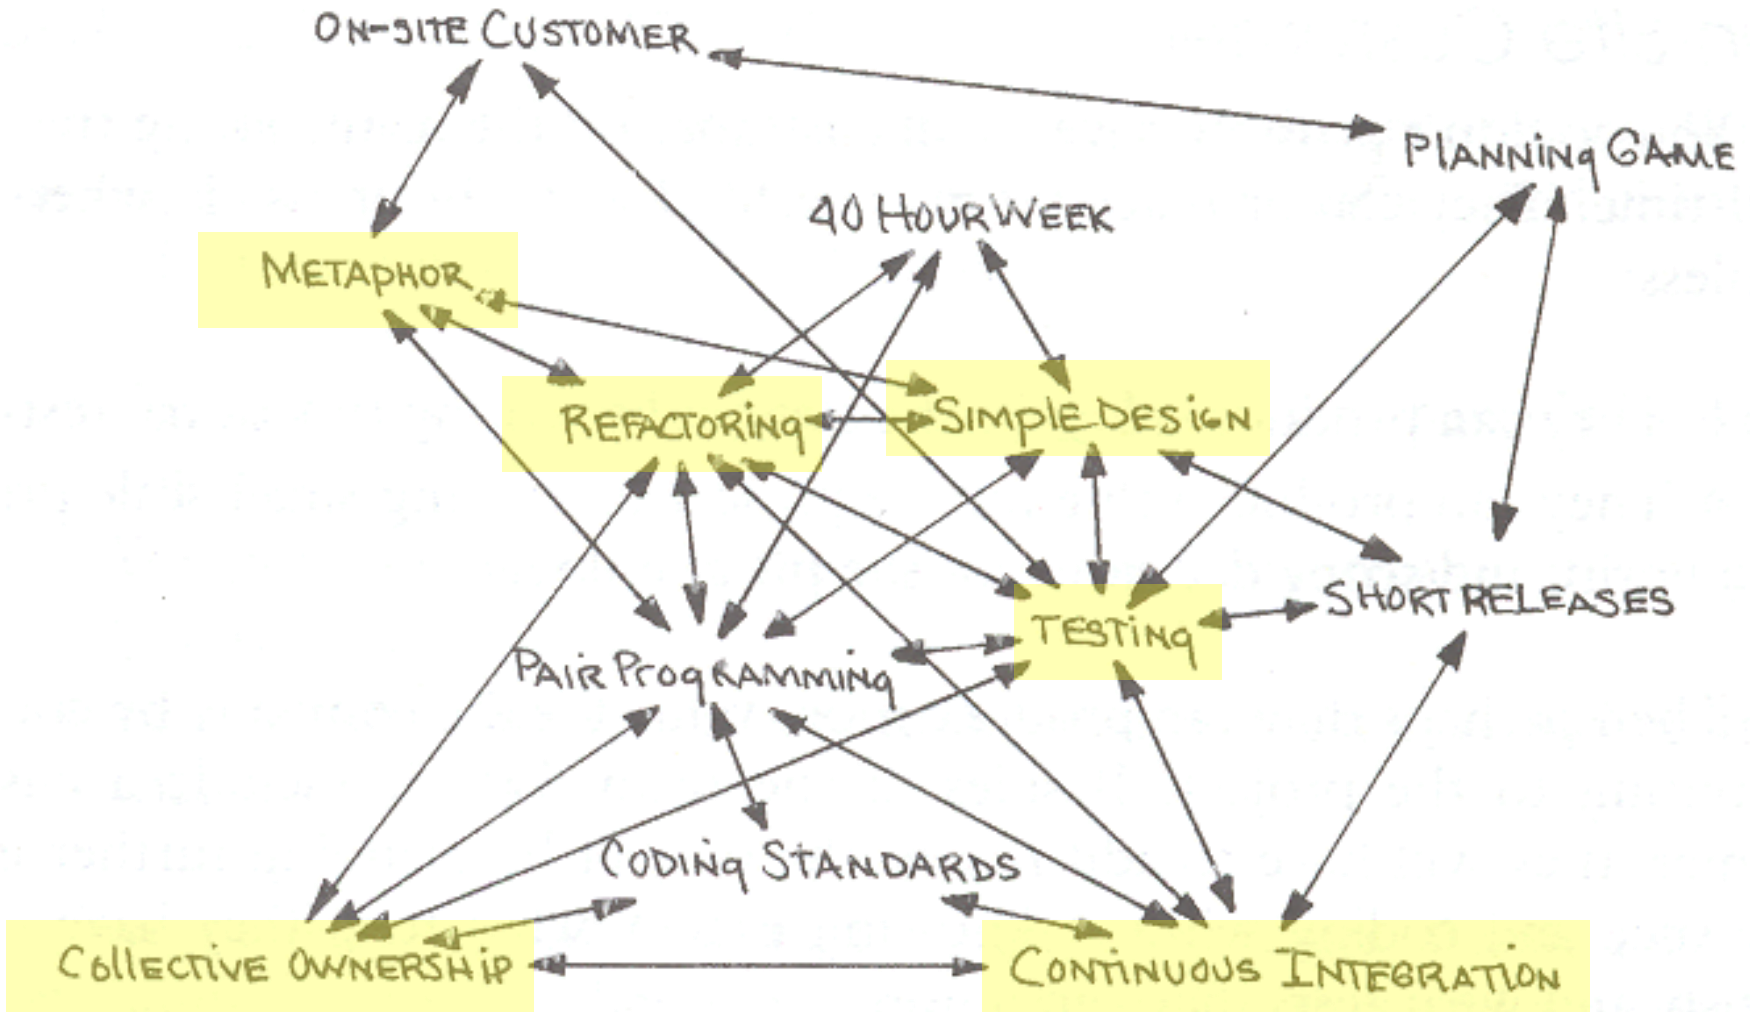 ON-SITE CUSTOMER
PLANNING GAME
40 HOUR WEEK
METAPHOR
REFACTORING
SIMPLE DESIGN
TESTING
SHORT RELEASES
PAIR PROGRAMMING
CODING STANDARDS
COLLECTIVE OWNERSHIP
CONTINUOUS INTEGRATION